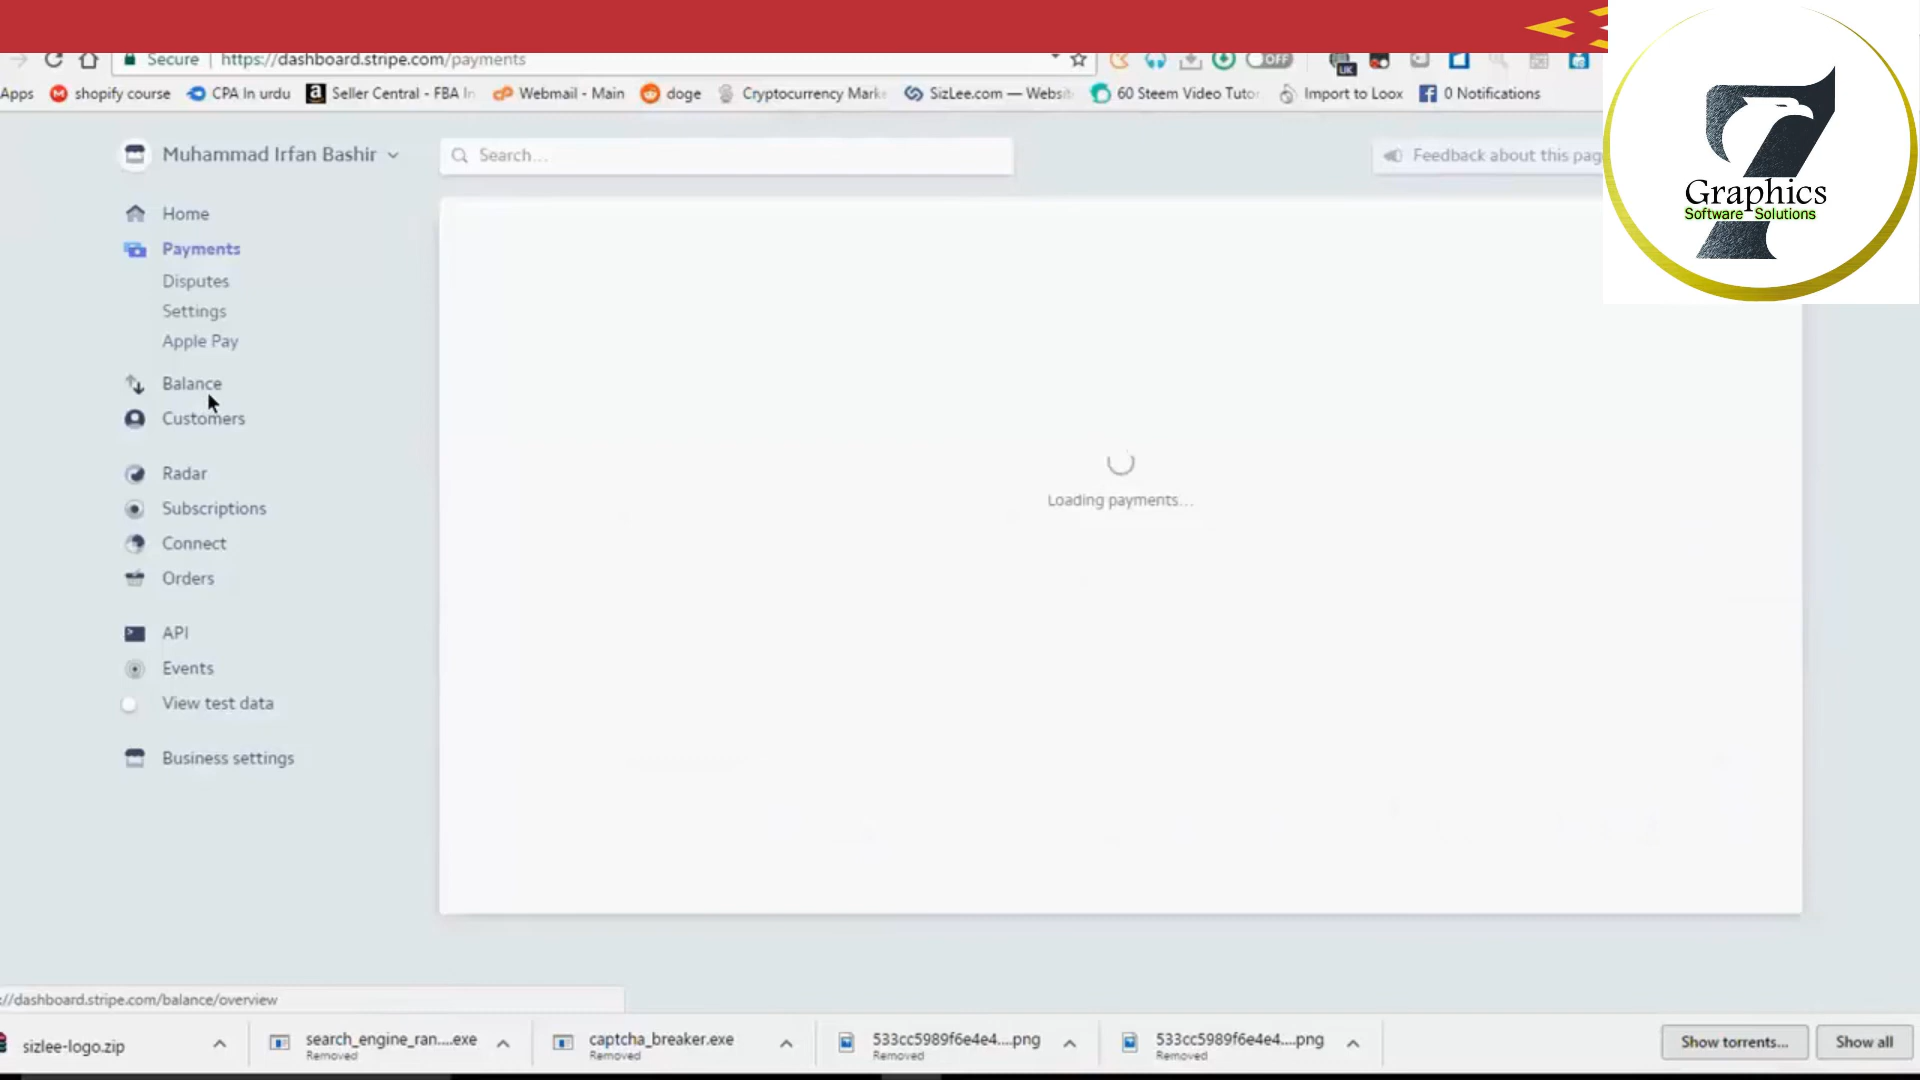 Secure https://dashboard.stripe.com/payments
OFF
UK
Apps shopify course CPA In urdu Seller Central - FBA In Webmail - Main doge Cryptocurrency Mark SizLee.com — Websit 60 Steem Video Tuto Import to Loox 0 Notifications
Muhammad Irfan Bashir
Search...
Feedback about this pag
Graphics
Software Solutions
Home
Payments
Disputes
Settings
Apple Pay
Balance
Customers
Radar
Subscriptions
Connect
Orders
API
Events
View test data
Business settings
Loading payments...
://dashboard.stripe.com/balance/overview
sizlee-logo.zip
search_engine_ran....exe
Removed
captcha_breaker.exe
Removed
533cc5989f6e4e4....png
Removed
533cc5989f6e4e4....png
Removed
Show torrents...
Show all